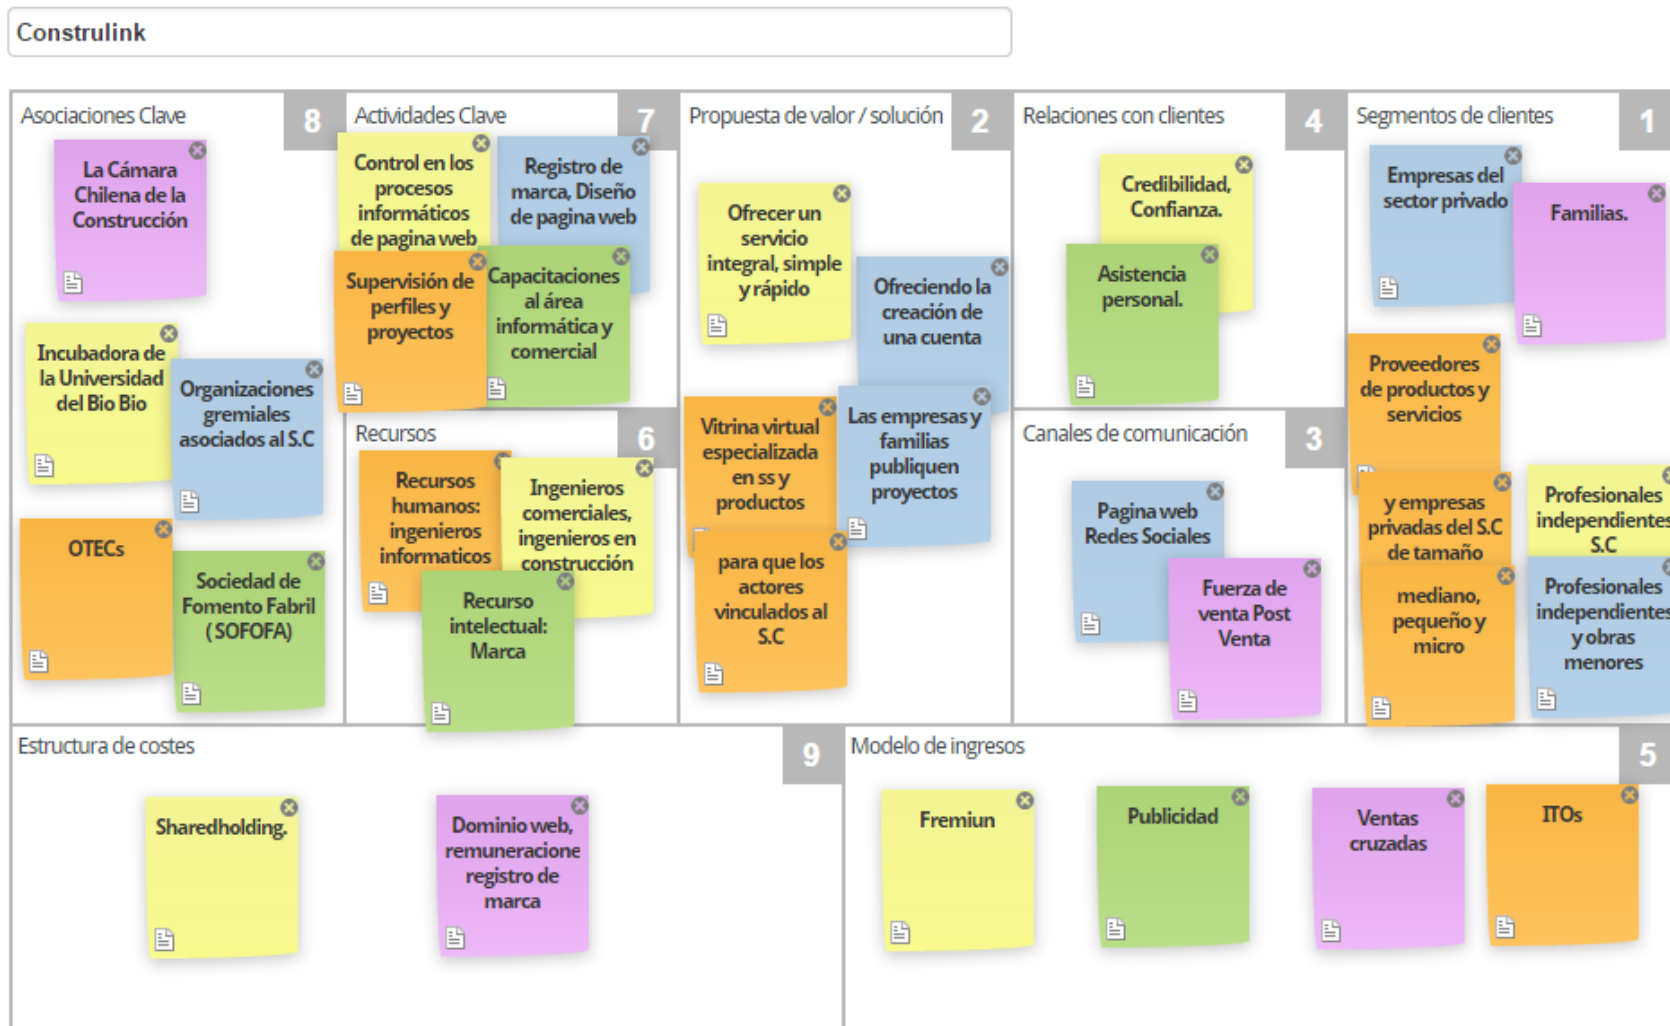 Construlink
Asociaciones Clave
8
La Cámara
Chilena de la
Construcción
Incubadora de
la Universidad
del Bio Bio
Organizaciones
gremiales
asociados al S.C
OTECs
Sociedad de
Fomento Fabril
( SOFOFA)
Actividades Clave
7
Control en los
procesos
informáticos
de pagina web
Registro de
marca, Diseño
de pagina web
Supervisión de
perfiles y
proyectos
Capacitaciones
al área
informática y
comercial
Recursos
6
Recursos
humanos:
ingenieros
informaticos
Ingenieros
comerciales,
ingenieros en
construcción
Recurso
intelectual:
Marca
Propuesta de valor / solución
2
Ofrecer un
servicio
integral, simple
y rápido
Ofreciendo la
creación de
una cuenta
Vitrina virtual
especializada
en ss y
productos
Las empresas y
familias
publiquen
proyectos
para que los
actores
vinculados al
S.C
Relaciones con clientes
4
Credibilidad,
Confianza.
Asistencia
personal.
Canales de comunicación
3
Pagina web
Redes Sociales
Fuerza de
venta Post
Venta
Segmentos de clientes
1
Empresas del
sector privado
Familias.
Proveedores
de productos y
servicios
y empresas
privadas del S.C
de tamaño
mediano,
pequeño y
micro
Profesionales
independientes
S.C
Profesionales
independientes
y obras
menores
Estructura de costes
9
Sharedholding.
Dominio web,
remuneracione
registro de
marca
Modelo de ingresos
5
Fremiun
Publicidad
Ventas
cruzadas
ITOs